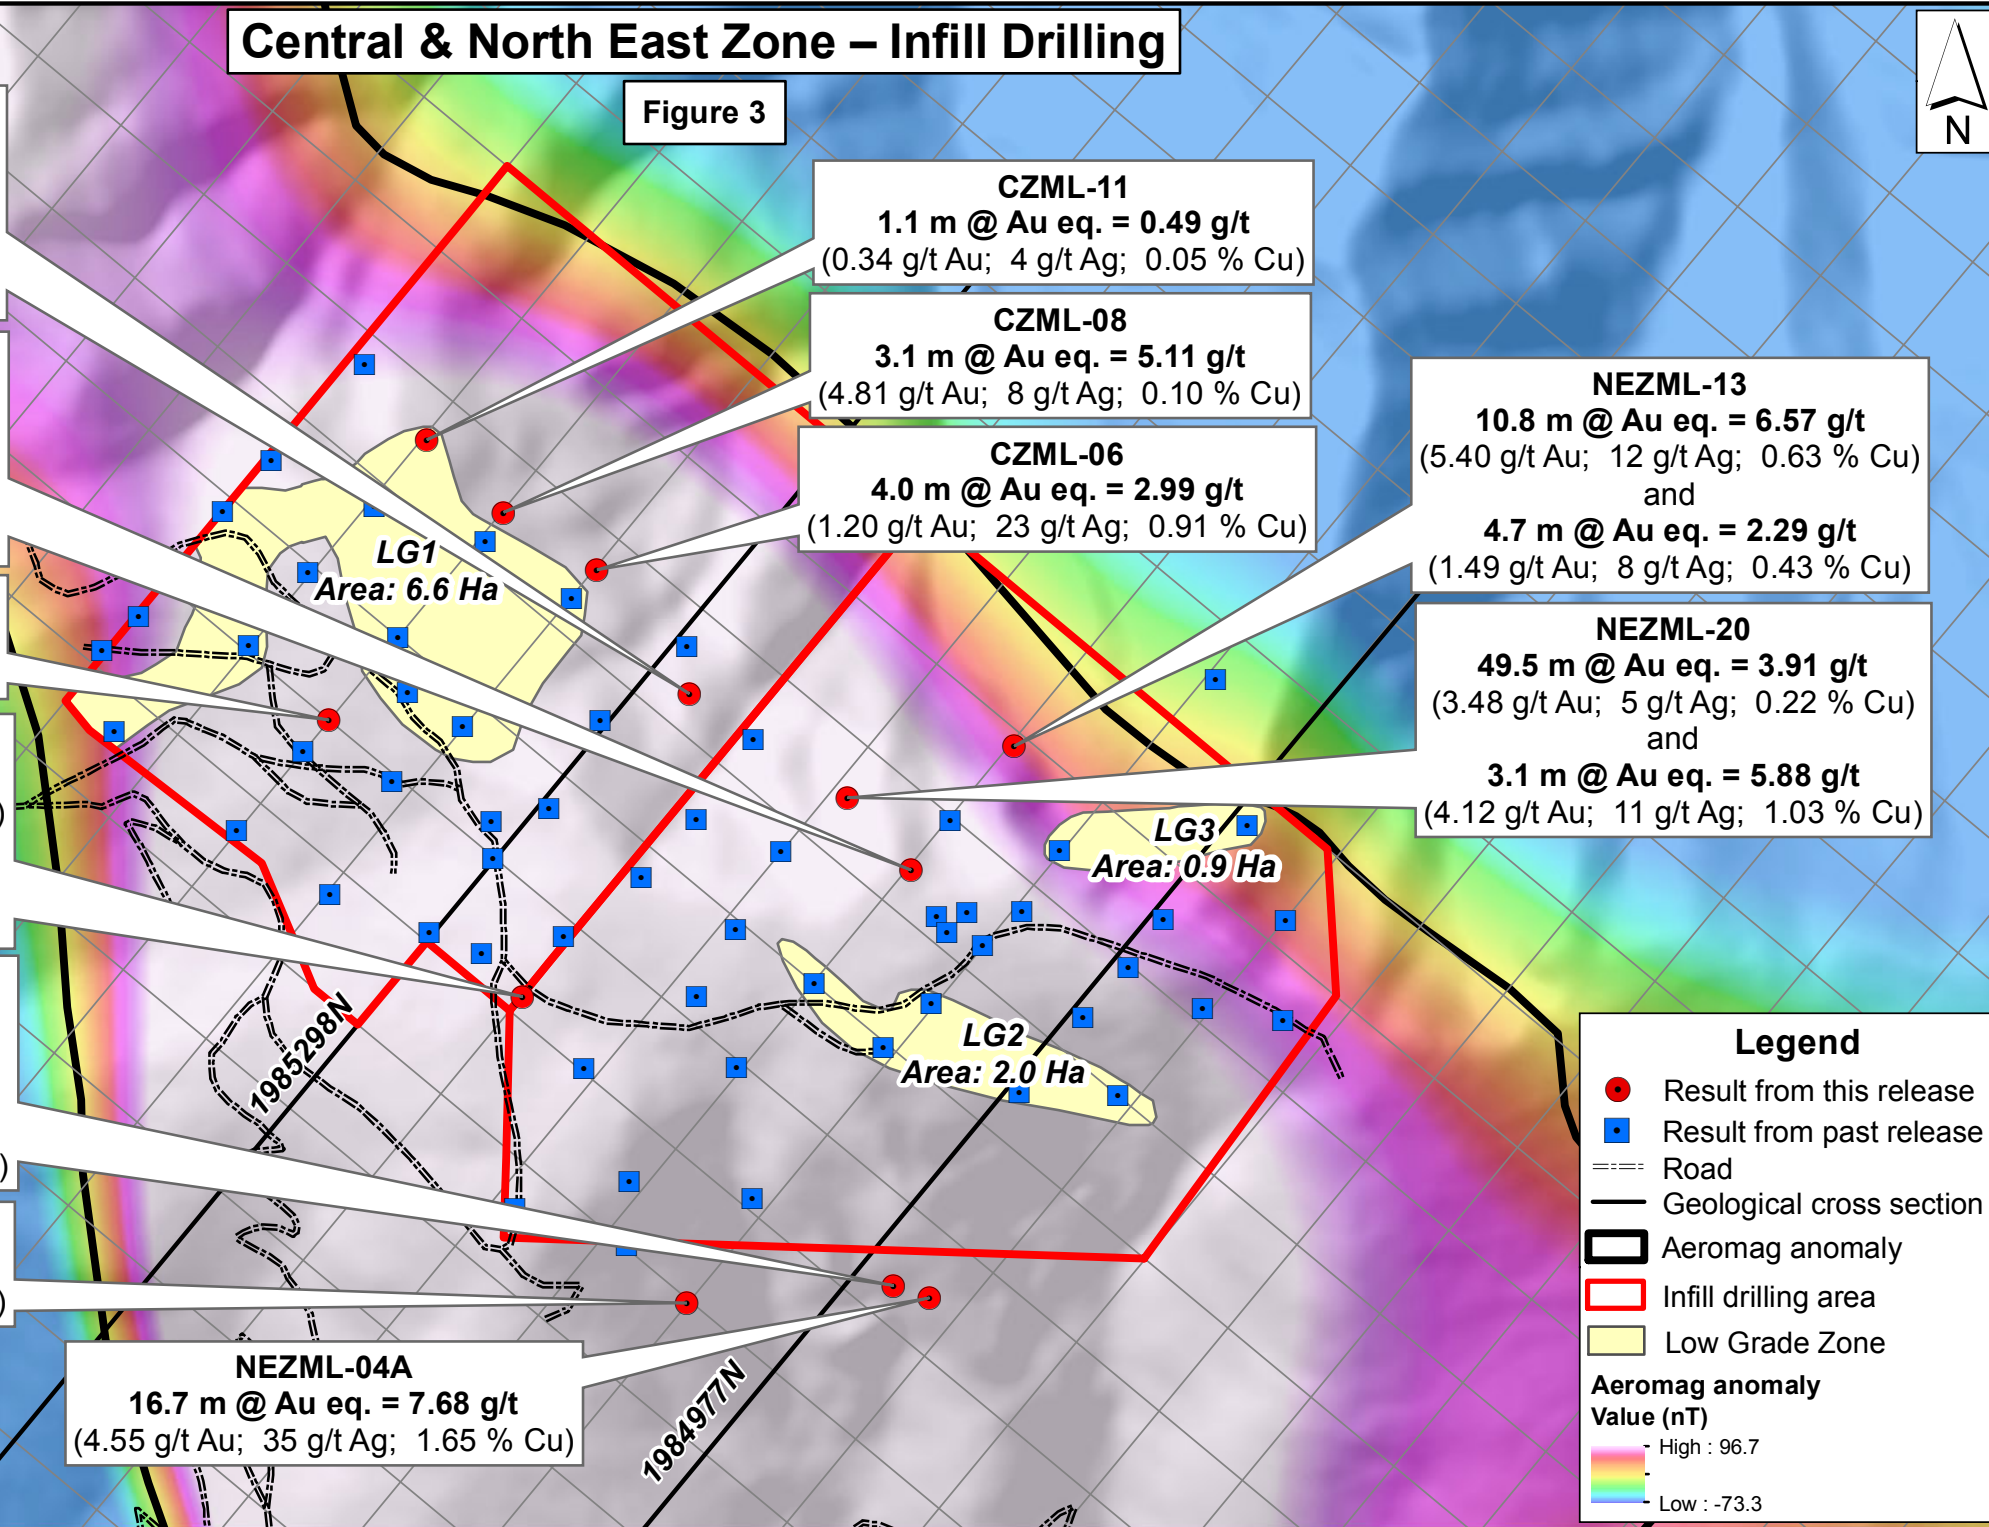 Central & North East Zone – Infill Drilling
Figure 3
N
CZML-11
1.1 m @ Au eq. = 0.49 g/t
(0.34 g/t Au; 4 g/t Ag; 0.05 % Cu)
CZML-08
3.1 m @ Au eq. = 5.11 g/t
(4.81 g/t Au; 8 g/t Ag; 0.10 % Cu)
CZML-06
4.0 m @ Au eq. = 2.99 g/t
(1.20 g/t Au; 23 g/t Ag; 0.91 % Cu)
NEZML-13
10.8 m @ Au eq. = 6.57 g/t
(5.40 g/t Au; 12 g/t Ag; 0.63 % Cu)
and
4.7 m @ Au eq. = 2.29 g/t
(1.49 g/t Au; 8 g/t Ag; 0.43 % Cu)
NEZML-20
49.5 m @ Au eq. = 3.91 g/t
(3.48 g/t Au; 5 g/t Ag; 0.22 % Cu)
and
3.1 m @ Au eq. = 5.88 g/t
(4.12 g/t Au; 11 g/t Ag; 1.03 % Cu)
LG1
Area: 6.6 Ha
LG3
Area: 0.9 Ha
LG2
Area: 2.0 Ha
)
)
)
1985298N
1984977N
NEZML-04A
16.7 m @ Au eq. = 7.68 g/t
(4.55 g/t Au; 35 g/t Ag; 1.65 % Cu)
Legend
Result from this release
Result from past release
Road
Geological cross section
Aeromag anomaly
Infill drilling area
Low Grade Zone
Aeromag anomaly
Value (nT)
High : 96.7
Low : -73.3